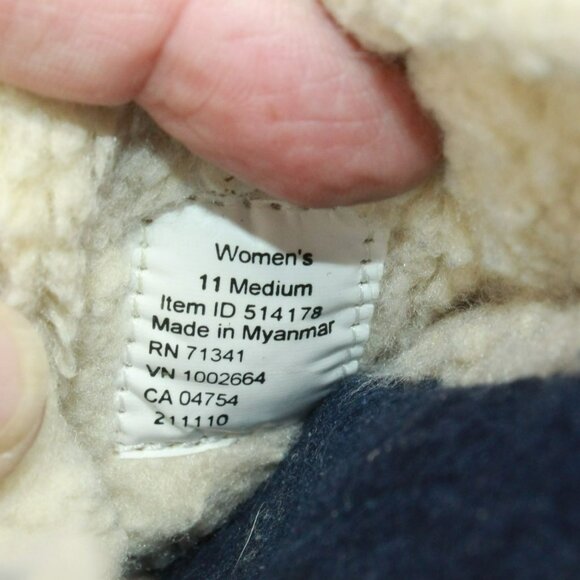 Women's
11 Medium
Item ID 514178
Made in Myanmar
RN 71341
VN 1002664
CA 04754
211110